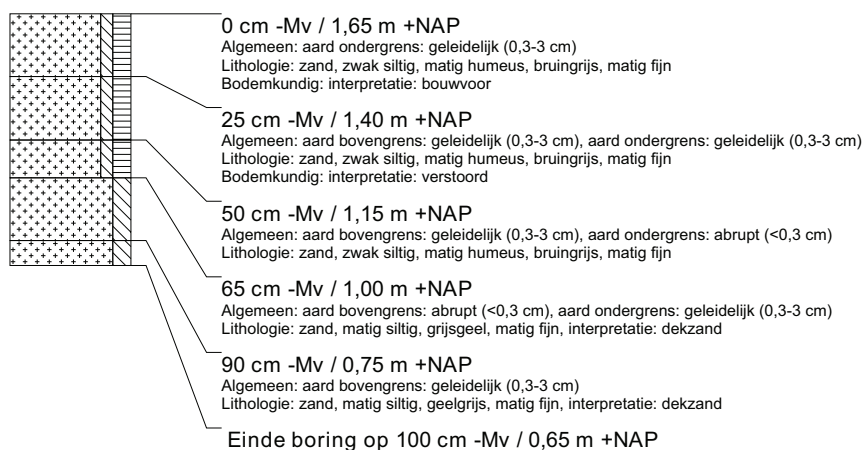 0 cm -Mv / 1,65 m +NAP
Algemeen: aard ondergrens: geleidelijk (0,3-3 cm)
Lithologie: zand, zwak siltig, matig humeus, bruingrijs, matig fijn
Bodemkundig: interpretatie: bouwvoor
25 cm -Mv / 1,40 m +NAP
Algemeen: aard bovengrens: geleidelijk (0,3-3 cm), aard ondergrens: geleidelijk (0,3-3 cm)
Lithologie: zand, zwak siltig, matig humeus, bruingrijs, matig fijn
Bodemkundig: interpretatie: verstoord
50 cm -Mv / 1,15 m +NAP
Algemeen: aard bovengrens: geleidelijk (0,3-3 cm), aard ondergrens: abrupt (<0,3 cm)
Lithologie: zand, zwak siltig, matig humeus, bruingrijs, matig fijn
65 cm -Mv / 1,00 m +NAP
Algemeen: aard bovengrens: abrupt (<0,3 cm), aard ondergrens: geleidelijk (0,3-3 cm)
Lithologie: zand, matig siltig, grijsgeel, matig fijn, interpretatie: dekzand
90 cm -Mv / 0,75 m +NAP
Algemeen: aard bovengrens: geleidelijk (0,3-3 cm)
Lithologie: zand, matig siltig, geelgrijs, matig fijn, interpretatie: dekzand
Einde boring op 100 cm -Mv / 0,65 m +NAP